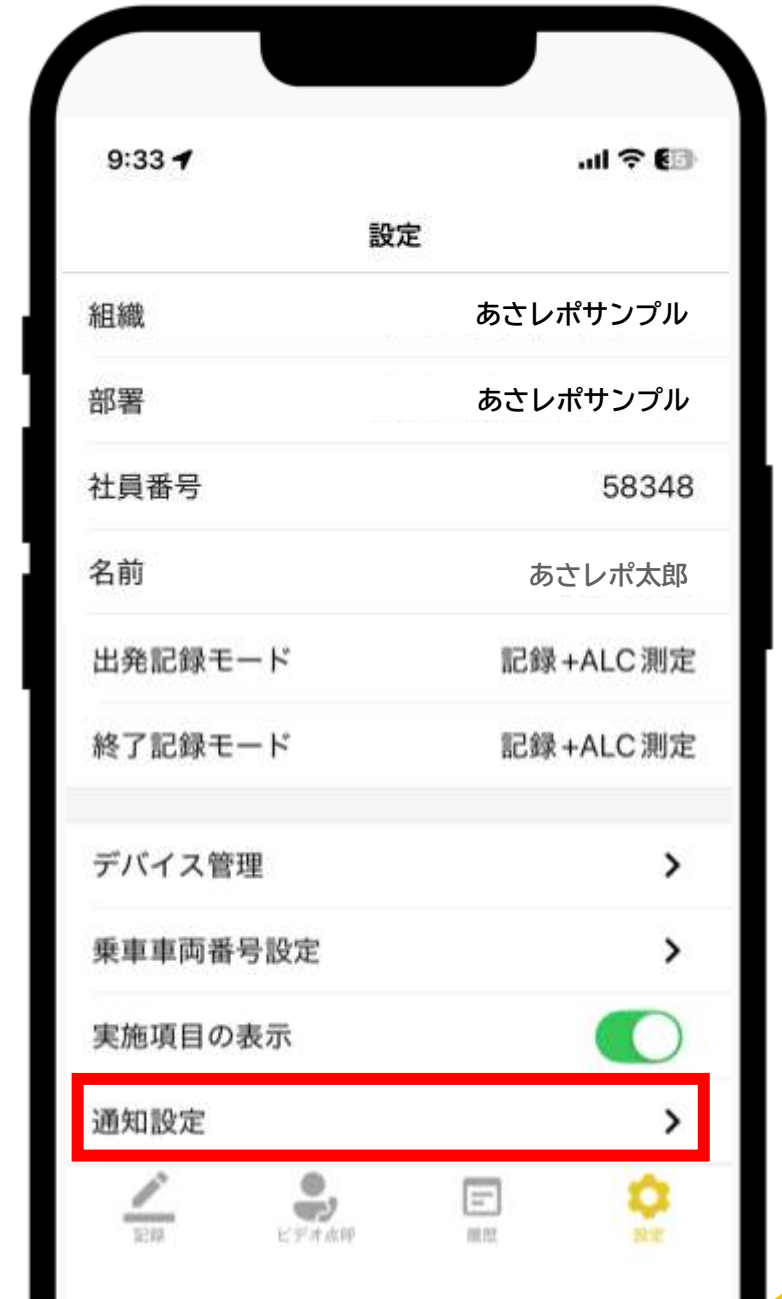 9:33
35
設定
組織 あさレポサンプル
部署 あさレポサンプル
社員番号 58348
名前 あさレポ太郎
出発記録モード 記録+ALC測定
終了記録モード 記録+ALC測定
デバイス管理
乗車車両番号設定
実施項目の表示
通知設定
記録 ビデオ点呼 履歴 設定